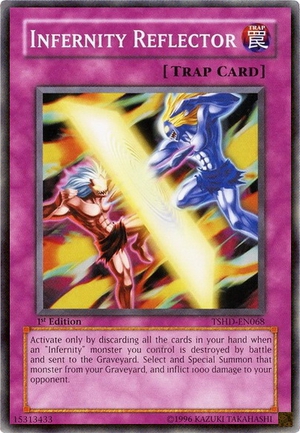 INFERNITY REFLECTOR
TRAP
罠
[TRAP CARD]
1st Edition
TSHD-EN068
Activate only by discarding all the cards in your hand when
an "Infernity" monster you control is destroyed by battle
and sent to the Graveyard. Select and Special Summon that
monster from your Graveyard, and inflict 1000 damage to your
opponent.
15313433
©1996 KAZUKI TAKAHASHI